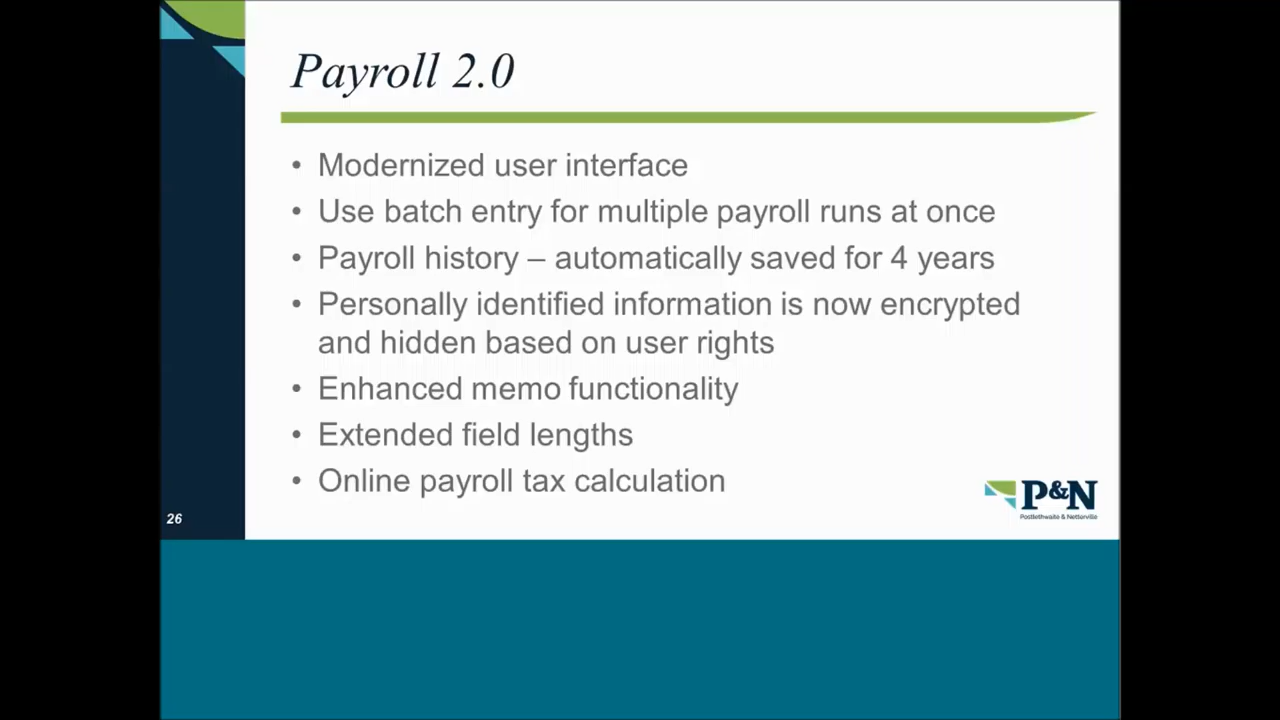 Payroll 2.0
• Modernized user interface
• Use batch entry for multiple payroll runs at once
• Payroll history – automatically saved for 4 years
• Personally identified information is now encrypted
and hidden based on user rights
• Enhanced memo functionality
• Extended field lengths
• Online payroll tax calculation
26
P&N
Postlethwaite & Netterville